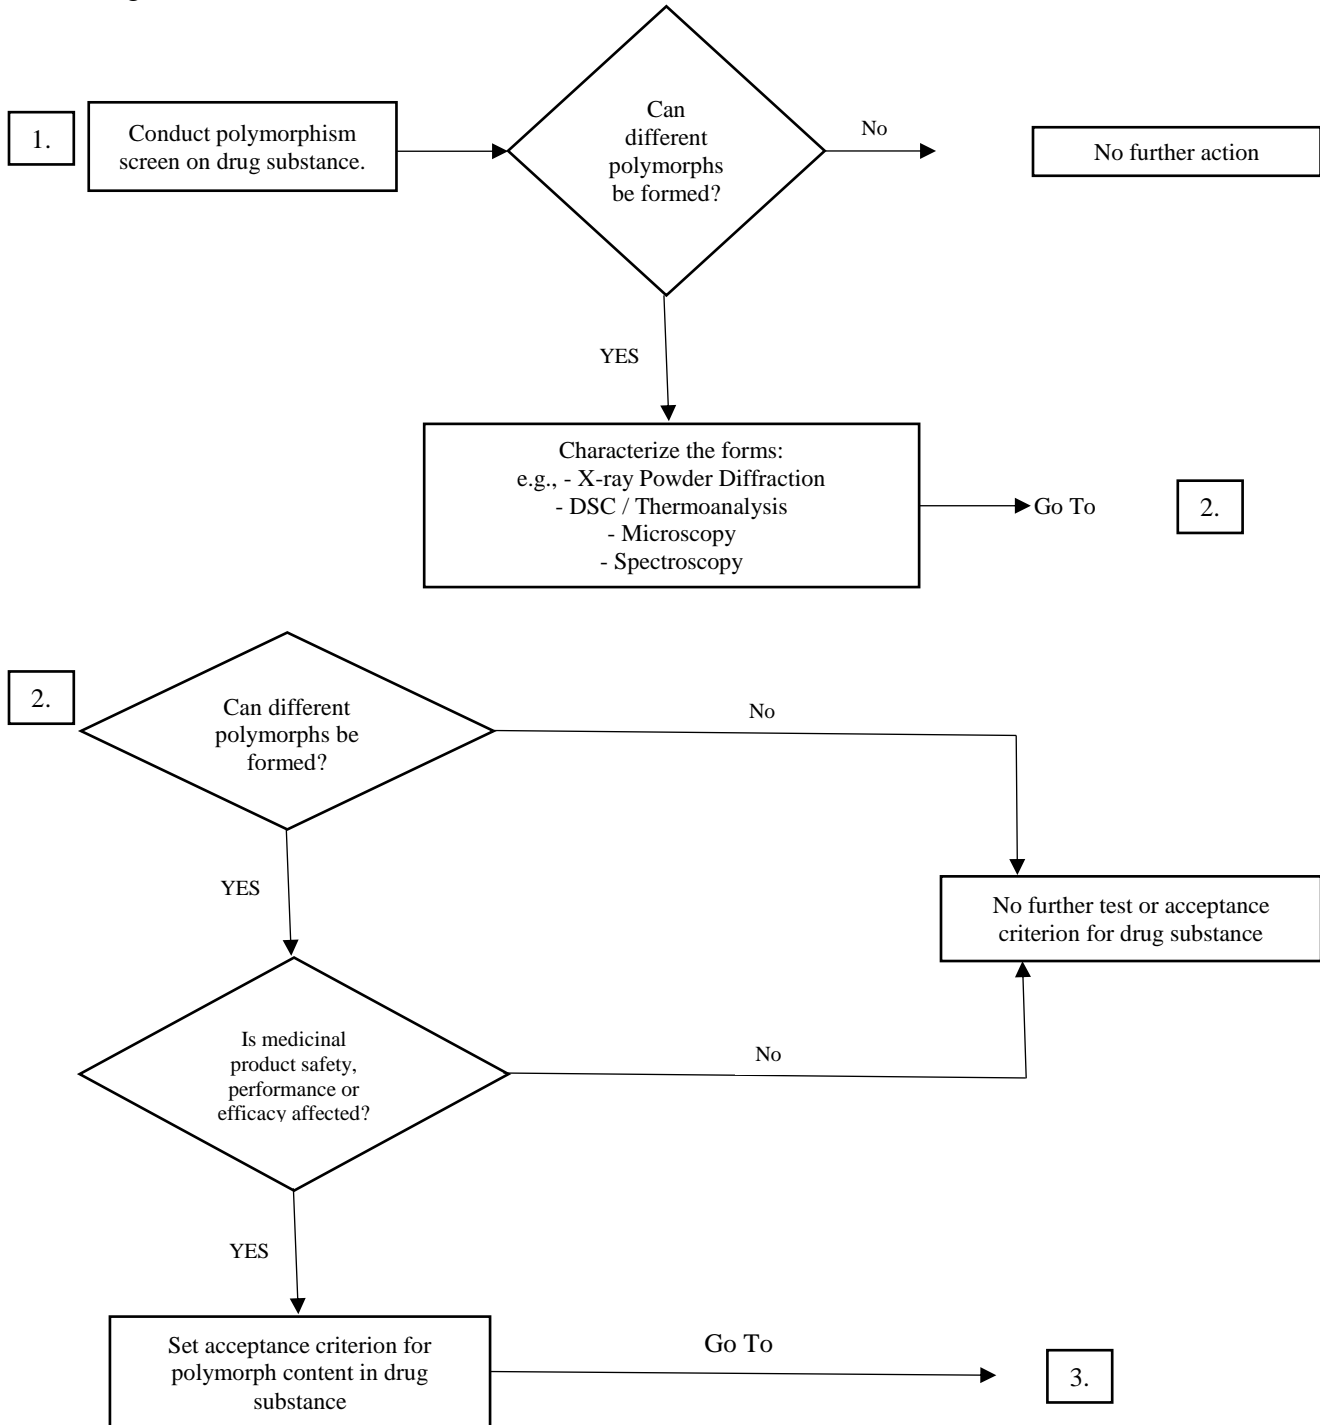 1.
Conduct polymorphism
screen on drug substance.
Can
different
polymorphs
be formed?
No
No further action
YES
Characterize the forms:
e.g., - X-ray Powder Diffraction
- DSC / Thermoanalysis
- Microscopy
- Spectroscopy
Go To
2.
2.
Can different
polymorphs be
formed?
No
YES
No further test or acceptance
criterion for drug substance
Is medicinal
product safety,
performance or
efficacy affected?
No
YES
Set acceptance criterion for
polymorph content in drug
substance
Go To
3.